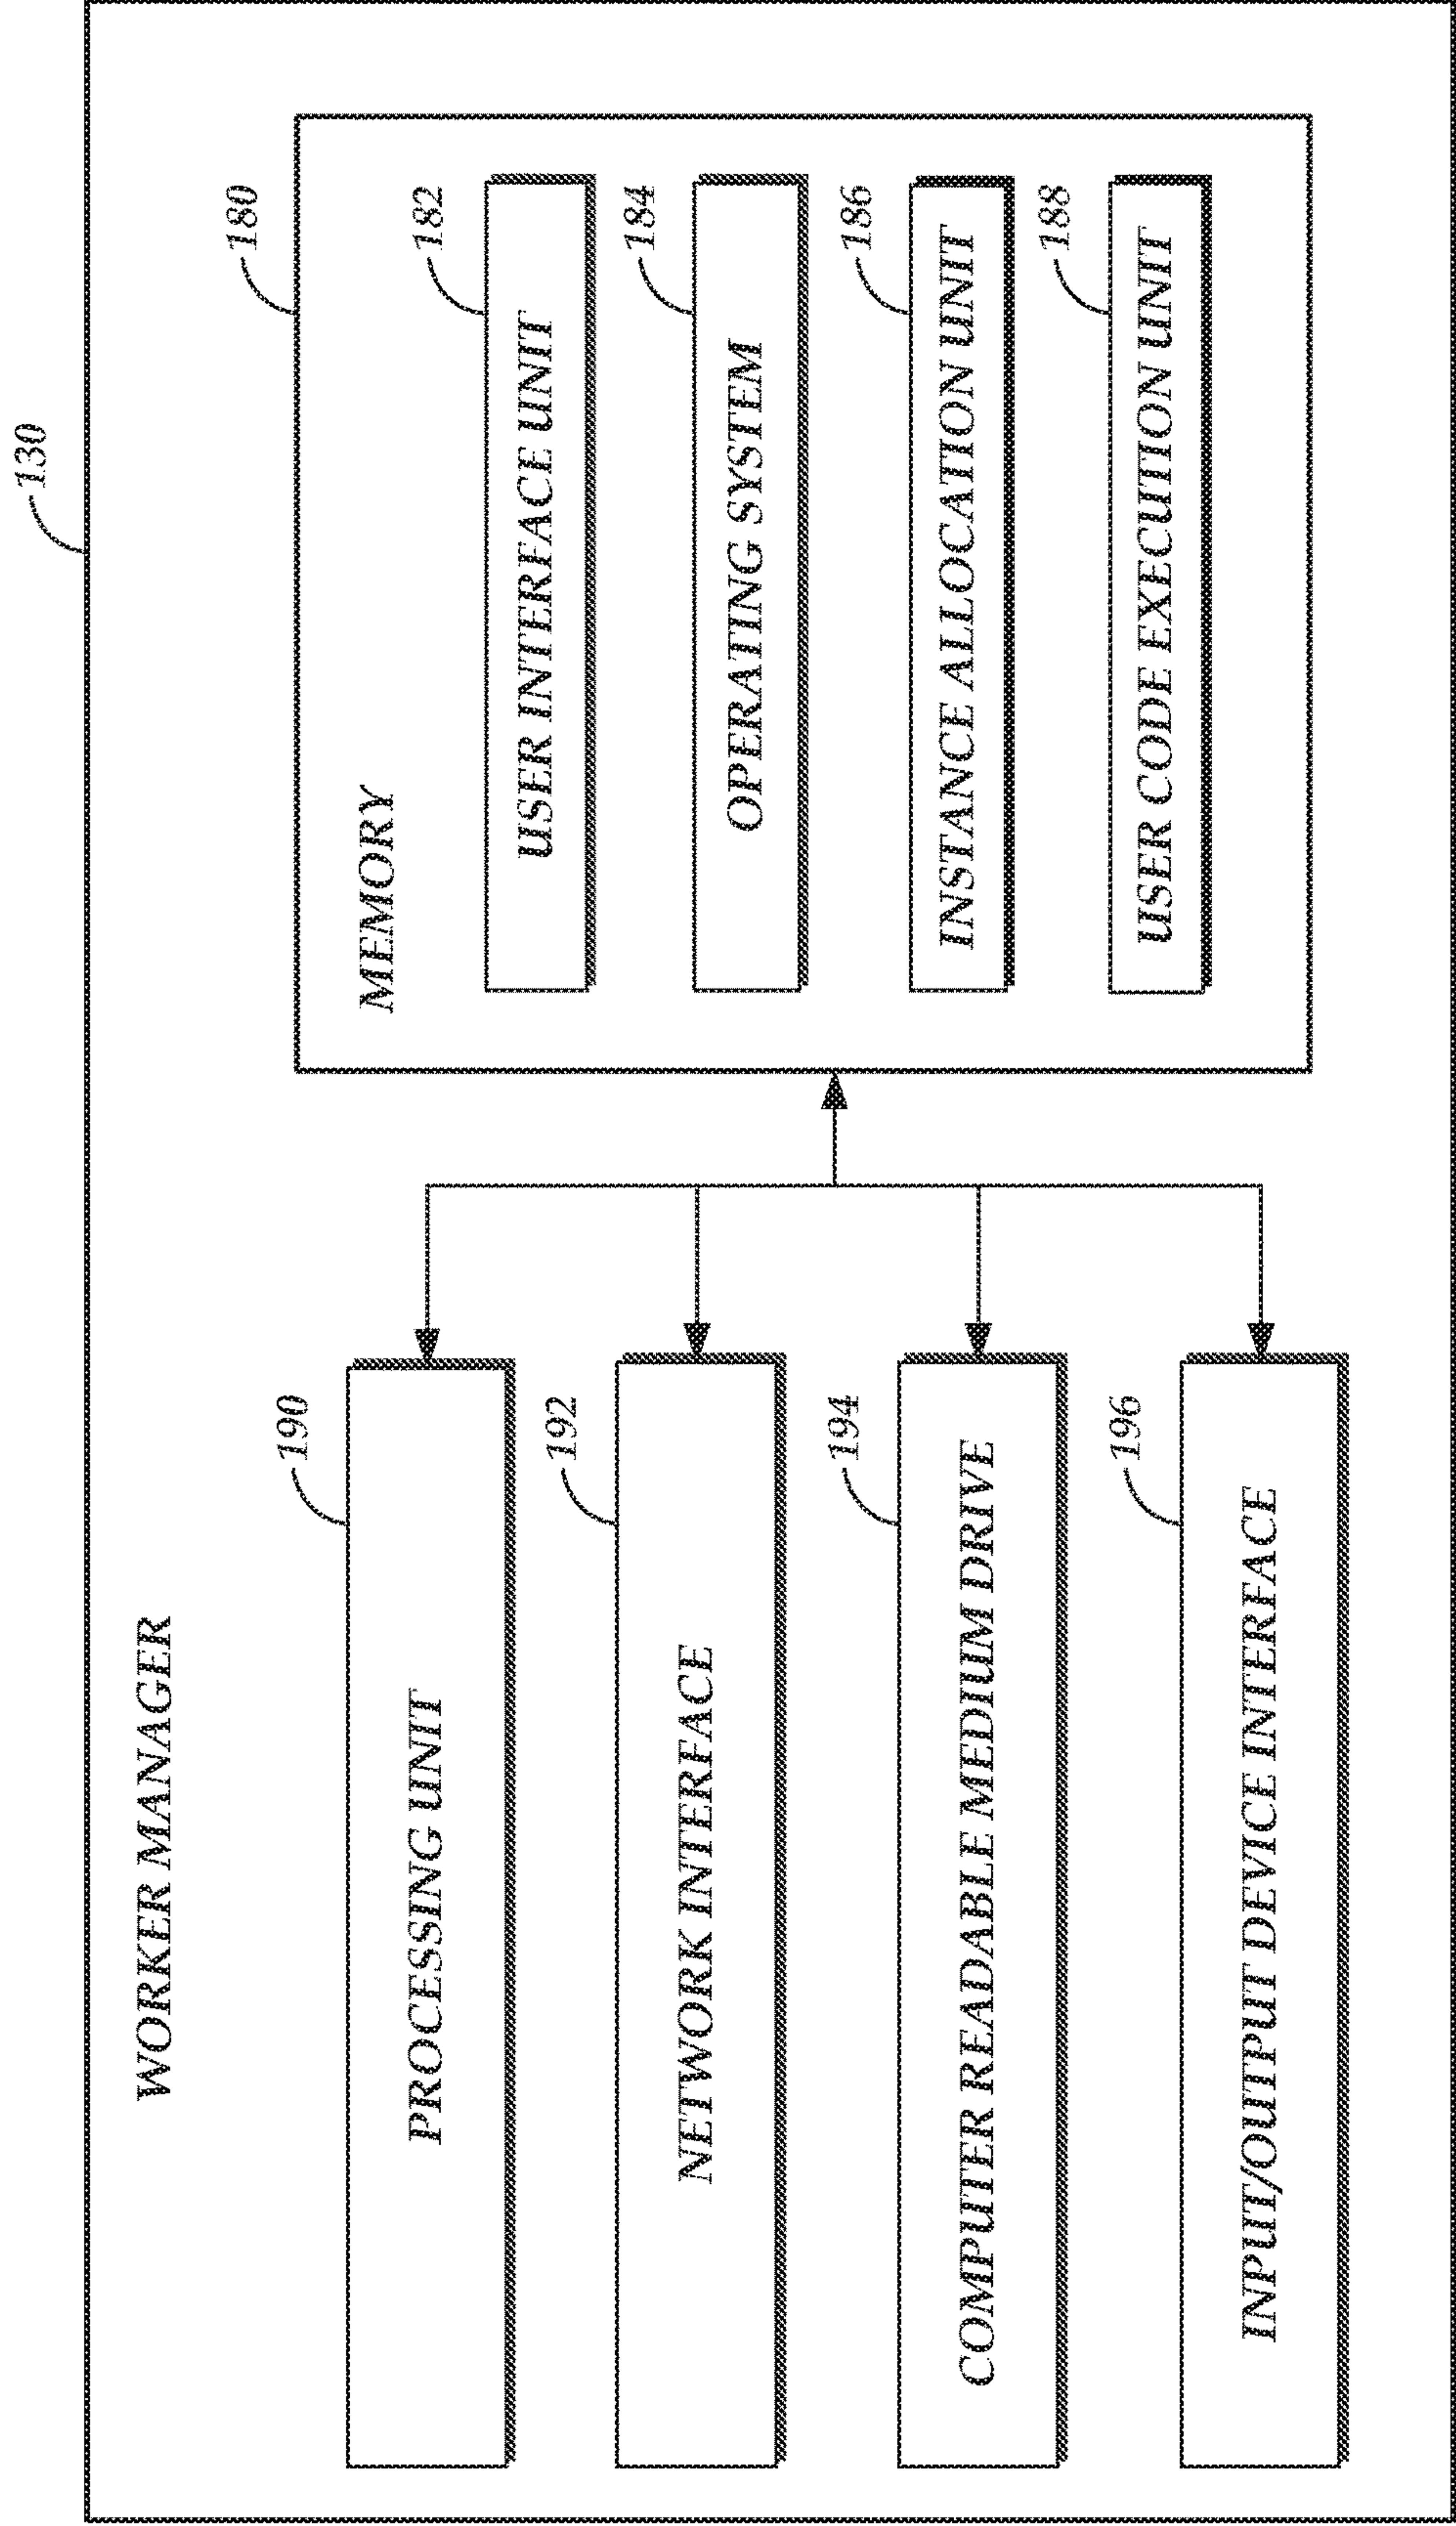 130
WORKER MANAGER
190
PROCESSING UNIT
192
NETWORK INTERFACE
194
COMPUTER READABLE MEDIUM DRIVE
196
INPUT/OUTPUT DEVICE INTERFACE
180
MEMORY
182
USER INTERFACE UNIT
184
OPERATING SYSTEM
186
INSTANCE ALLOCATION UNIT
188
USER CODE EXECUTION UNIT